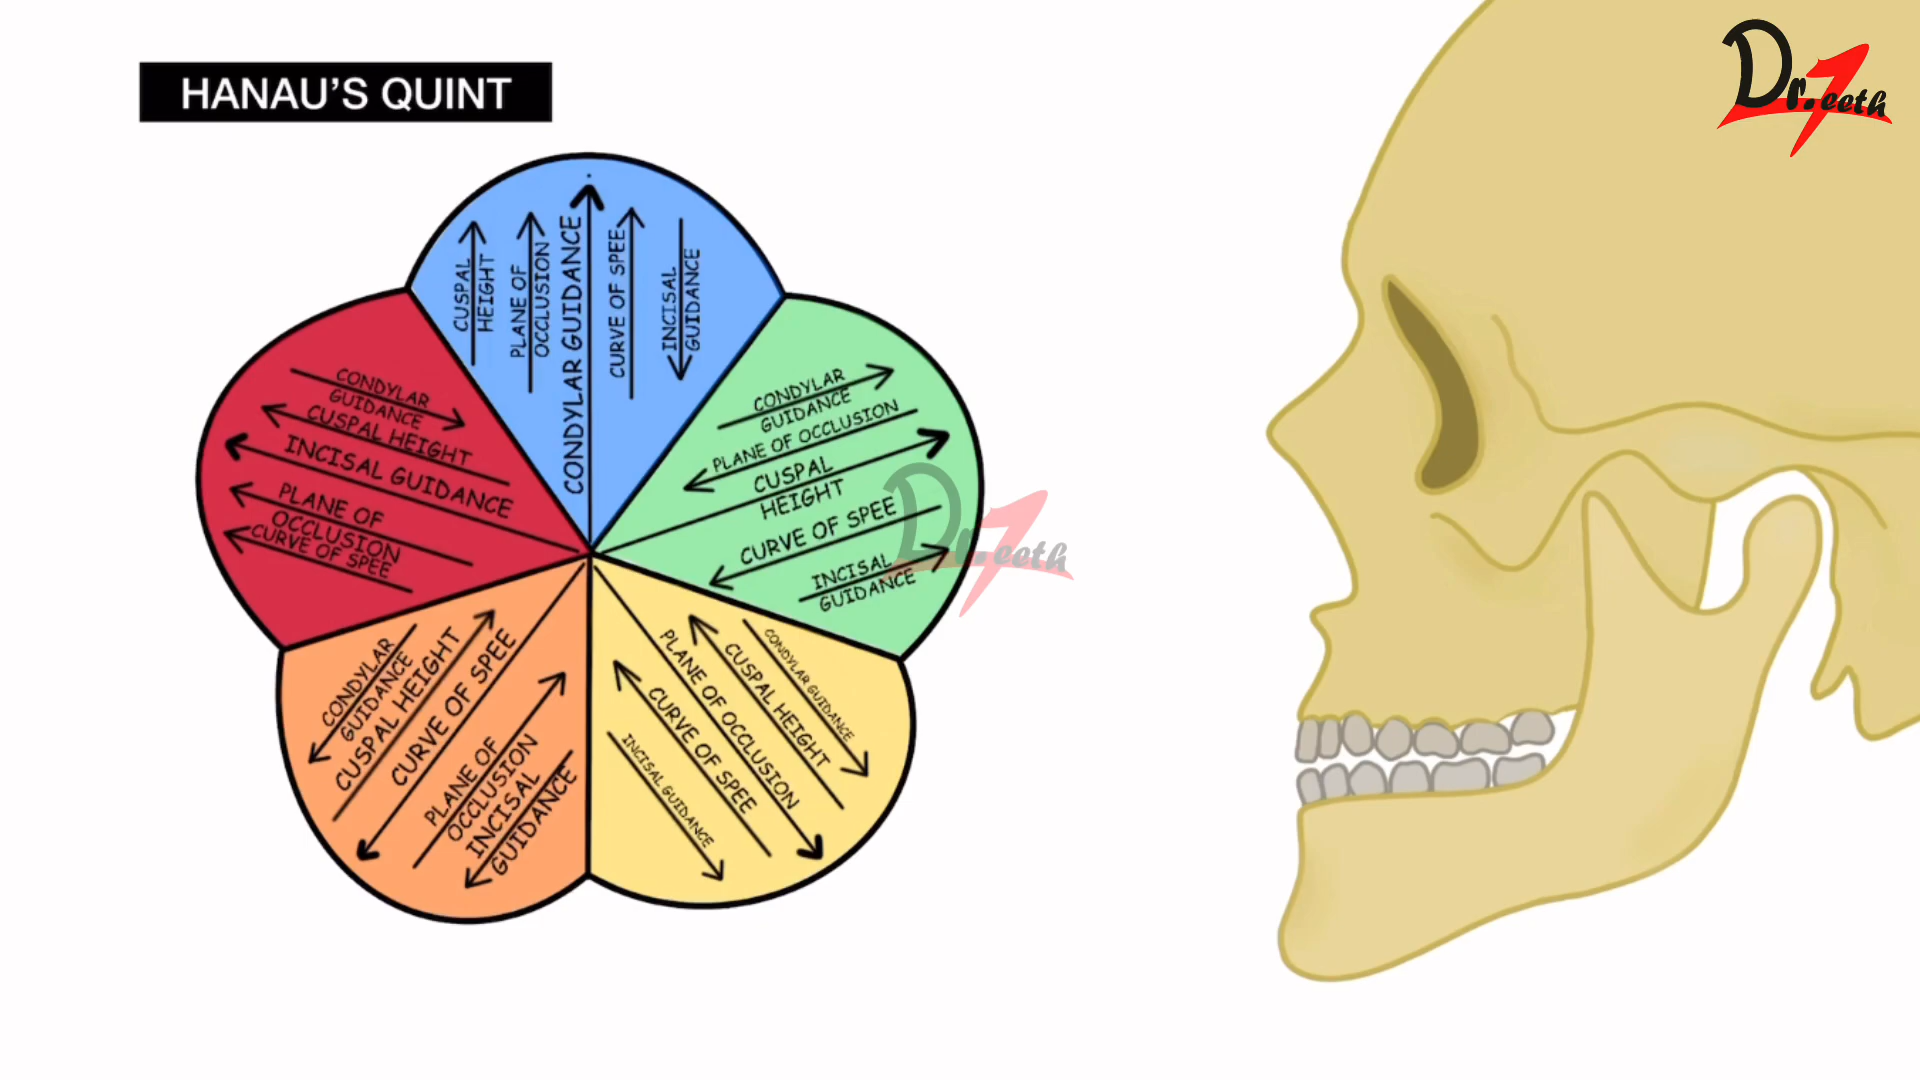 HANAU'S QUINT
Dr. 7eeth
CUSPAL
HEIGHT
PLANE OF
OCCLUSION
CONDYLAR GUIDANCE
CURVE OF SPEE
INCISAL
GUIDANCE
CONDYLAR
GUIDANCE
PLANE OF OCCLUSION
CUSPAL
HEIGHT
CURVE OF SPEE
INCISAL
GUIDANCE
CONDYLAR GUIDANCE
CUSPAL HEIGHT
PLANE OF OCCLUSION
CURVE OF SPEE
INCISAL GUIDANCE
CONDYLAR
GUIDANCE
CUSPAL HEIGHT
CURVE OF SPEE
PLANE OF
OCCLUSION
INCISAL
GUIDANCE
CONDYLAR
GUIDANCE
CUSPAL HEIGHT
INCISAL GUIDANCE
PLANE OF
OCCLUSION
CURVE OF SPEE
Dr. 7eeth